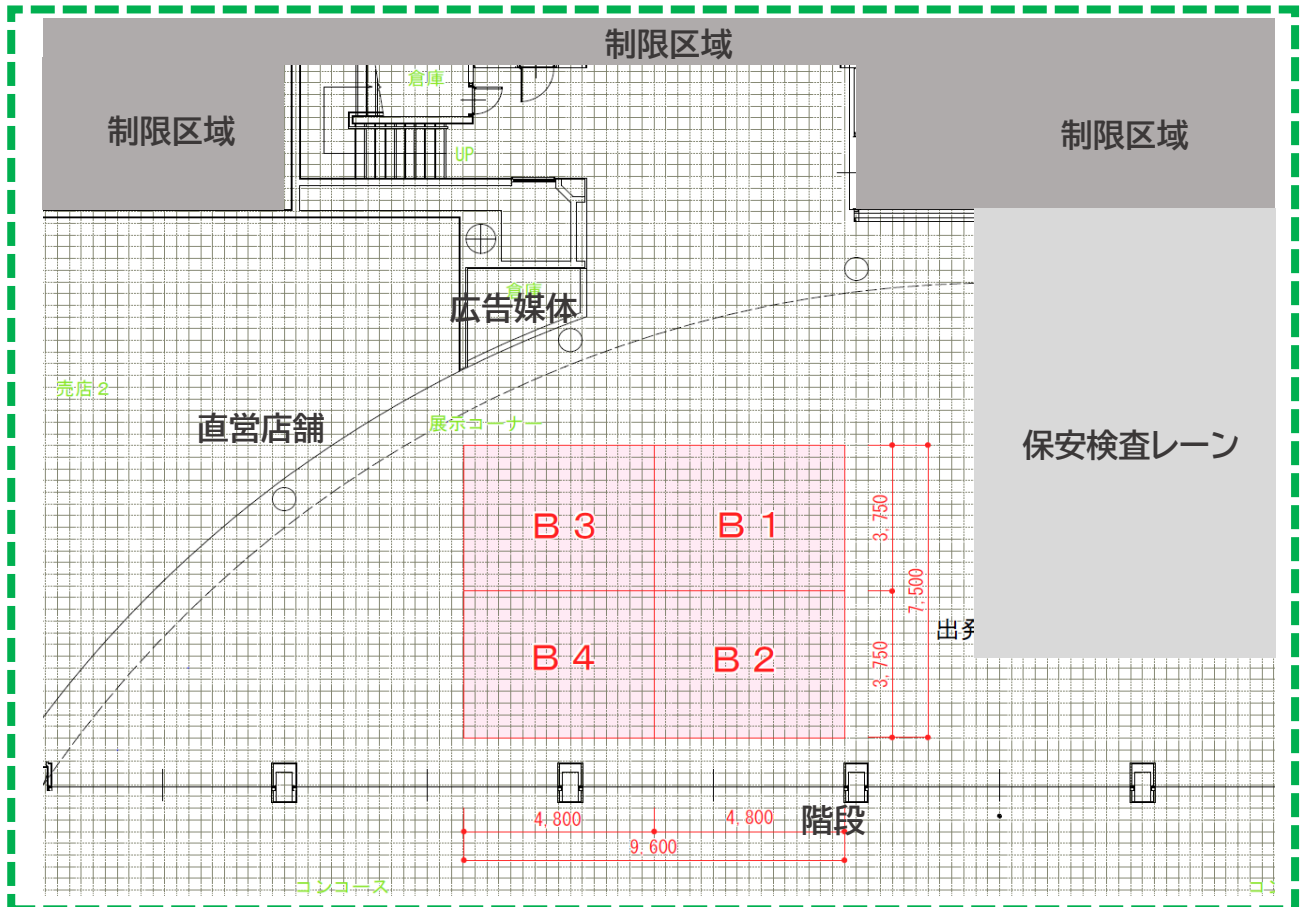 制限区域
倉庫
制限区域
制限区域
UP
倉庫
広告媒体
売店2
直営店舗
展示コーナー
保安検査レーン
B3
B1
3,750
7,500
B4
B2
3,750
出発
4,800
4,800
階段
9,600
コンコース
コン